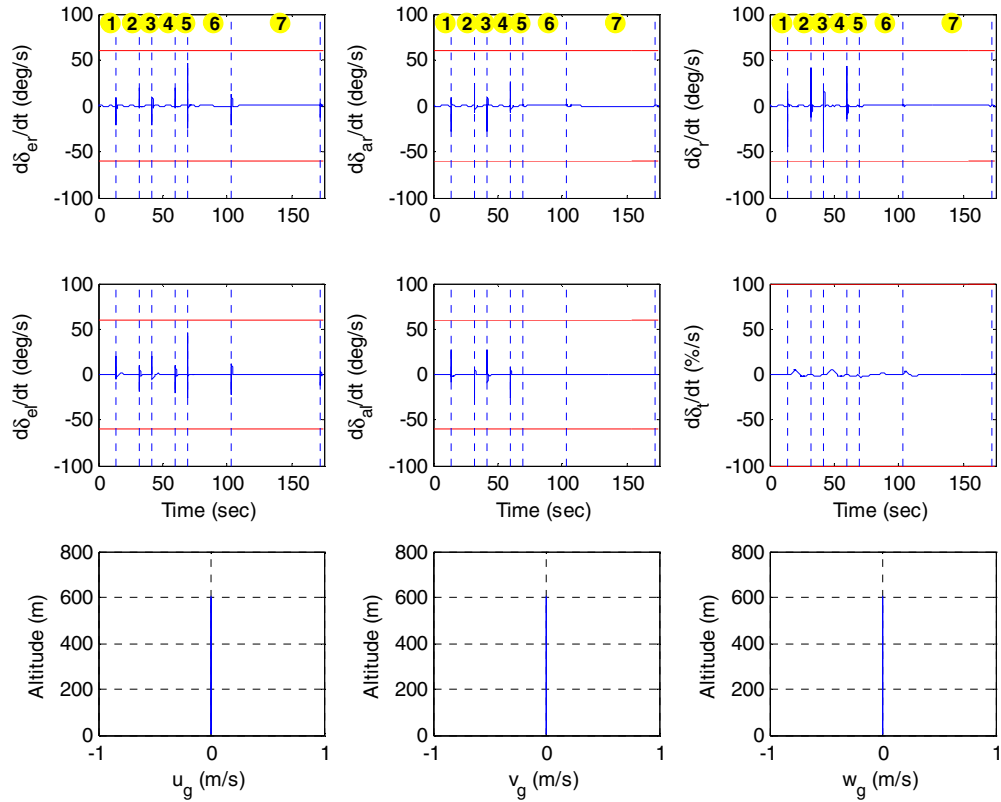 1 2 3 4 5 6 7
dδer/dt (deg/s)
100
50
0
-50
-100
0 50 100 150
1 2 3 4 5 6 7
dδar/dt (deg/s)
100
50
0
-50
-100
0 50 100 150
1 2 3 4 5 6 7
dδr/dt (deg/s)
100
50
0
-50
-100
0 50 100 150
dδel/dt (deg/s)
100
50
0
-50
-100
0 50 100 150
Time (sec)
dδal/dt (deg/s)
100
50
0
-50
-100
0 50 100 150
Time (sec)
dδt/dt (%/s)
100
50
0
-50
-100
0 50 100 150
Time (sec)
Altitude (m)
800
600
400
200
0
-1 0 1
ug (m/s)
Altitude (m)
800
600
400
200
0
-1 0 1
vg (m/s)
Altitude (m)
800
600
400
200
0
-1 0 1
wg (m/s)